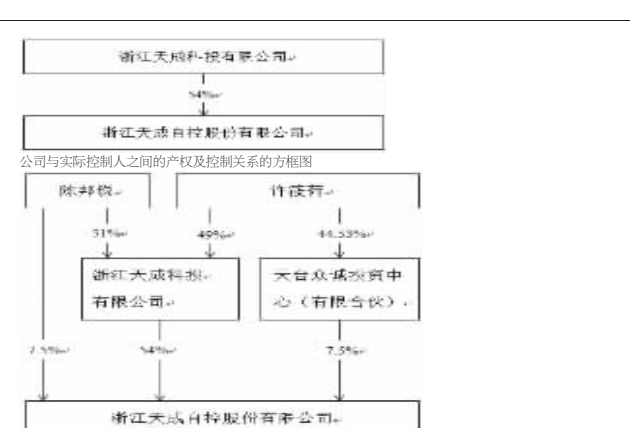 浙江天成科投有限公司
54%
浙江天成自控股份有限公司
公司与实际控制人之间的产权及控制关系的方框图
陈邦锐 许筱荷
51% 49% 44.53%
浙江天成科投 天台众诚投资中
有限公司 心（有限合伙）
7.5% 54% 7.5%
浙江天成自控股份有限公司